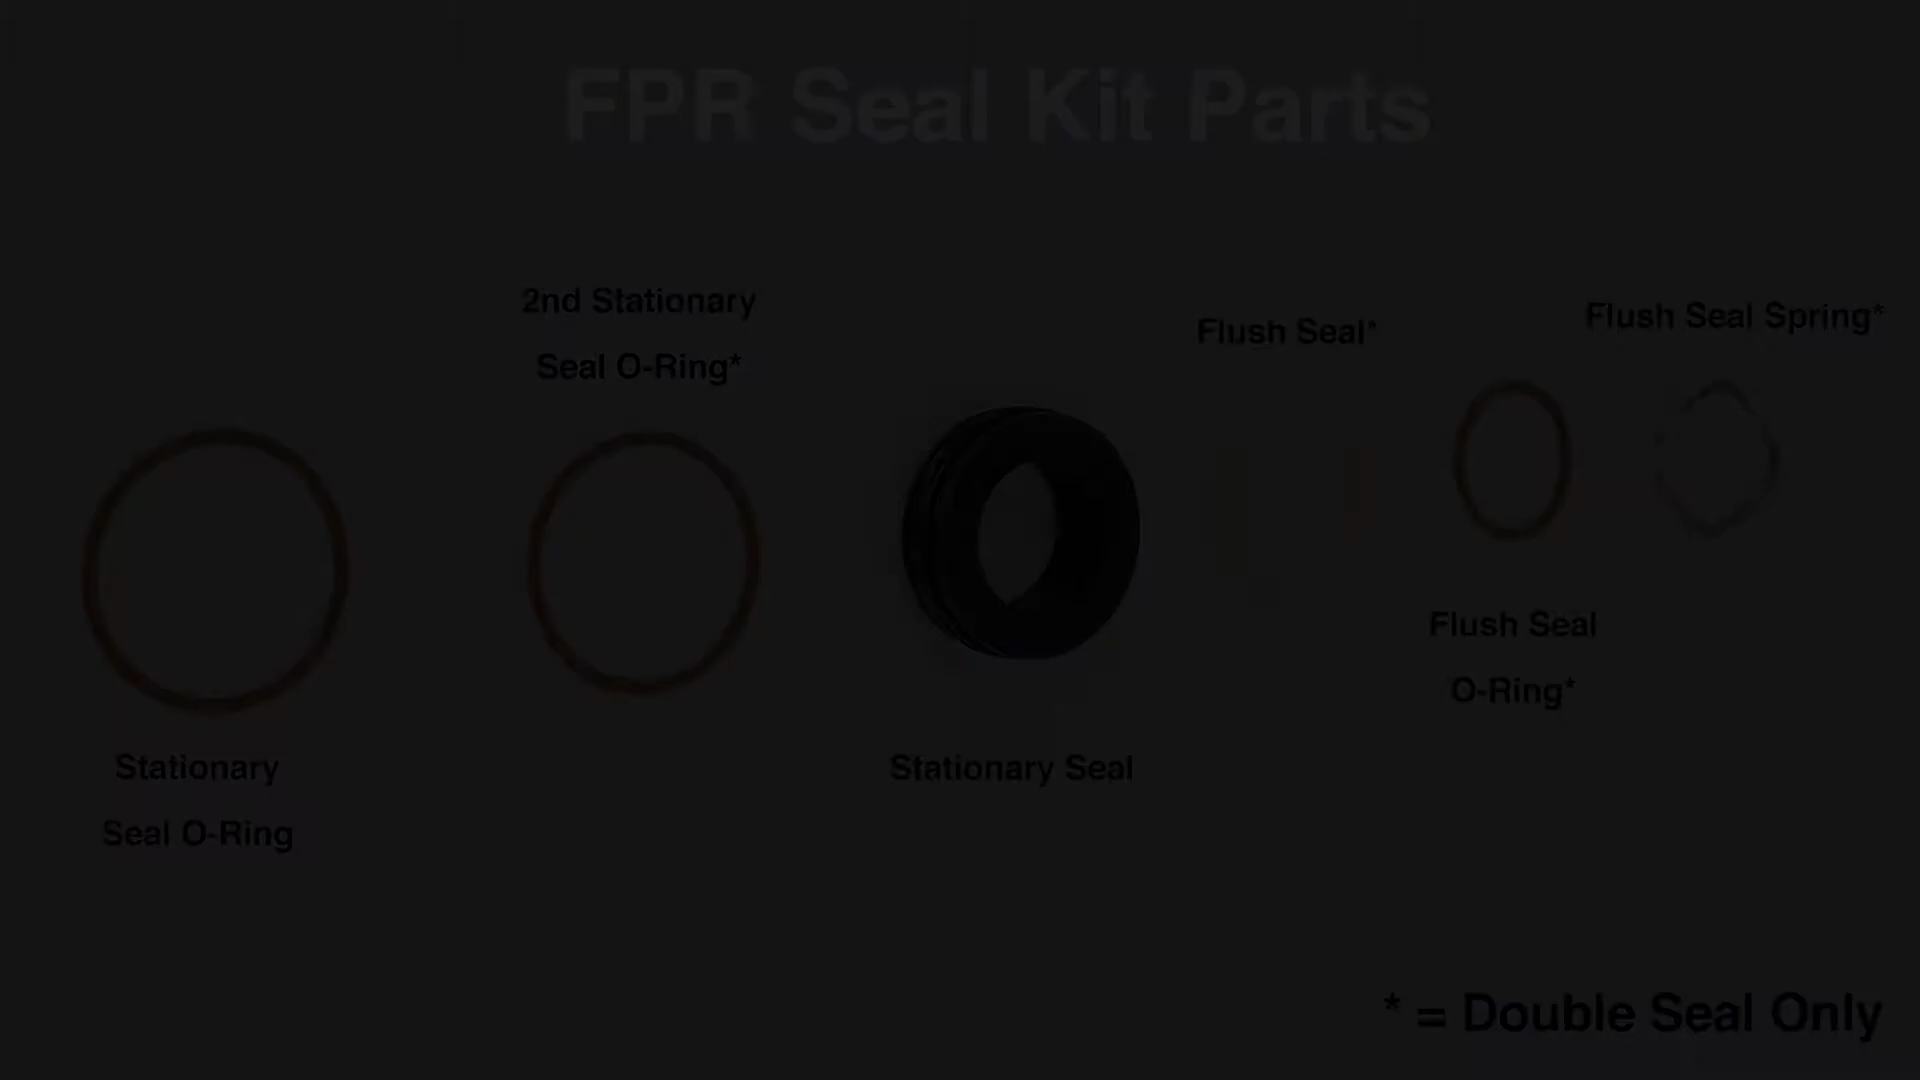 FPR Seal Kit Parts
2nd Stationary
Seal O-Ring*
Flush Seal*
Flush Seal Spring*
Flush Seal
O-Ring*
Stationary
Seal O-Ring
Stationary Seal
* = Double Seal Only